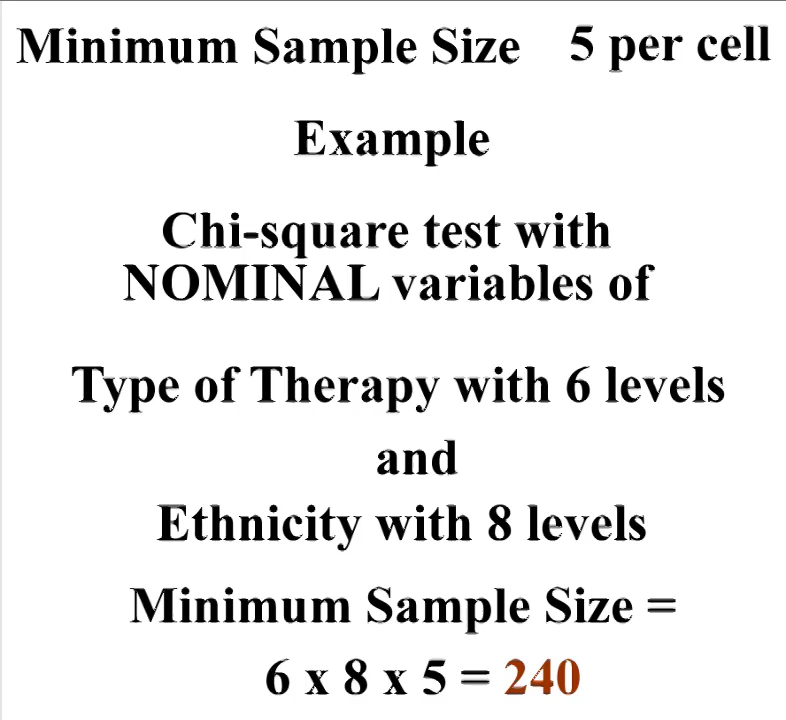 Minimum Sample Size 5 per cell
Example
Chi-square test with
NOMINAL variables of
Type of Therapy with 6 levels
and
Ethnicity with 8 levels
Minimum Sample Size =
6 x 8 x 5 = 240